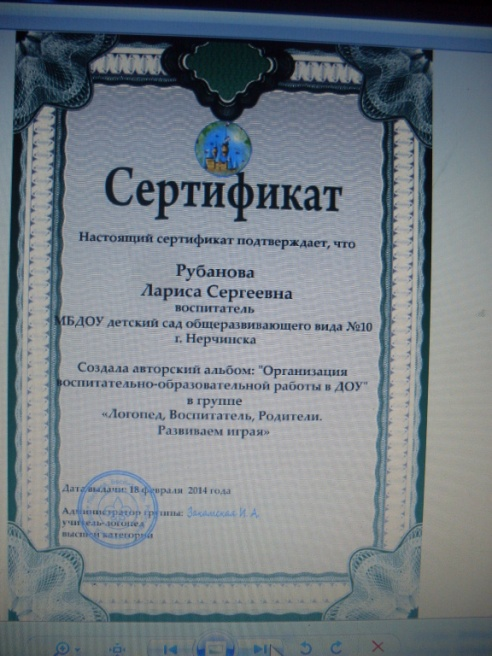 Сертификат
Настоящий сертификат подтверждает, что
Рубанова
Лариса Сергеевна
воспитатель
МБДОУ детский сад общеразвивающего вида №10
г. Нерчинска
Создала авторский альбом: "Организация
воспитательно-образовательной работы в ДОУ"
в группе
«Логопед, Воспитатель, Родители.
Развиваем играя»
Дата выдачи: 18 февраля 2014 года
Администратор группы:
учитель-логопед
высшей категории